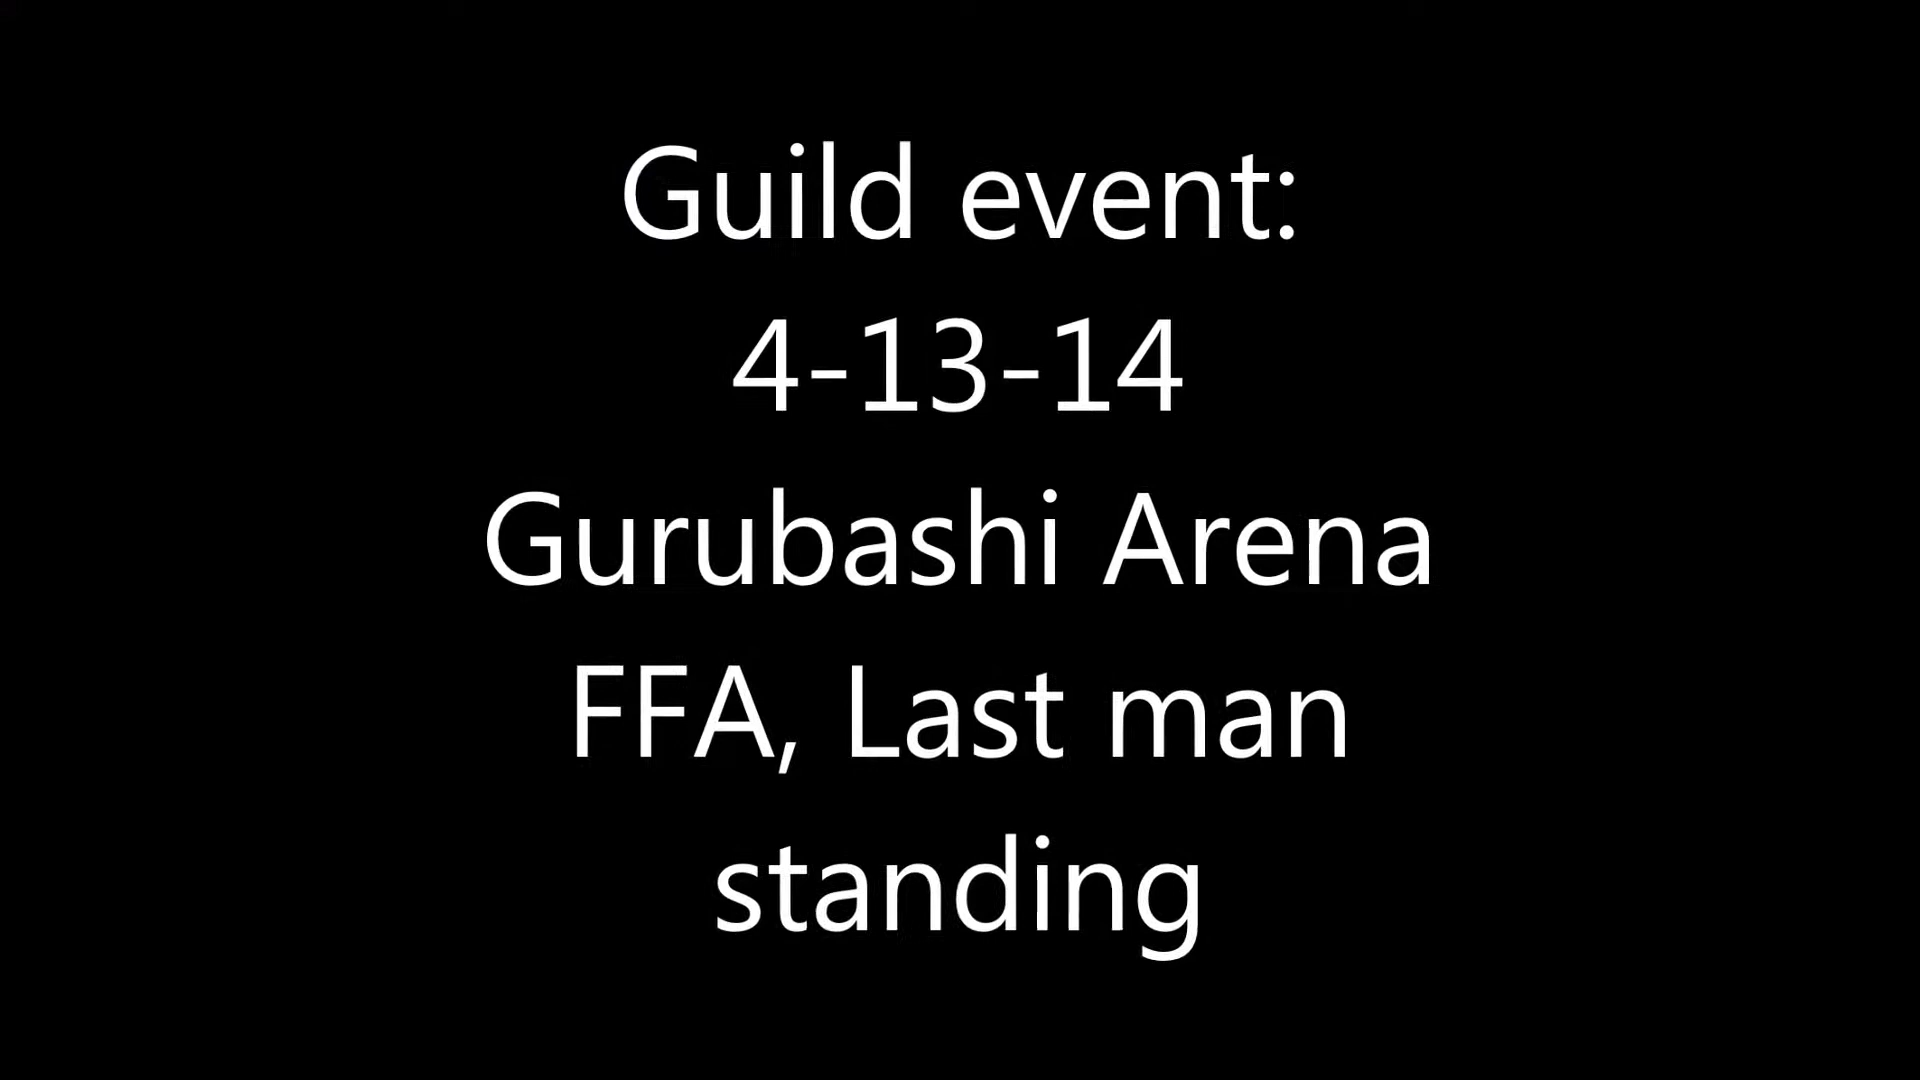 Guild event:
4-13-14
Gurubashi Arena
FFA, Last man
standing